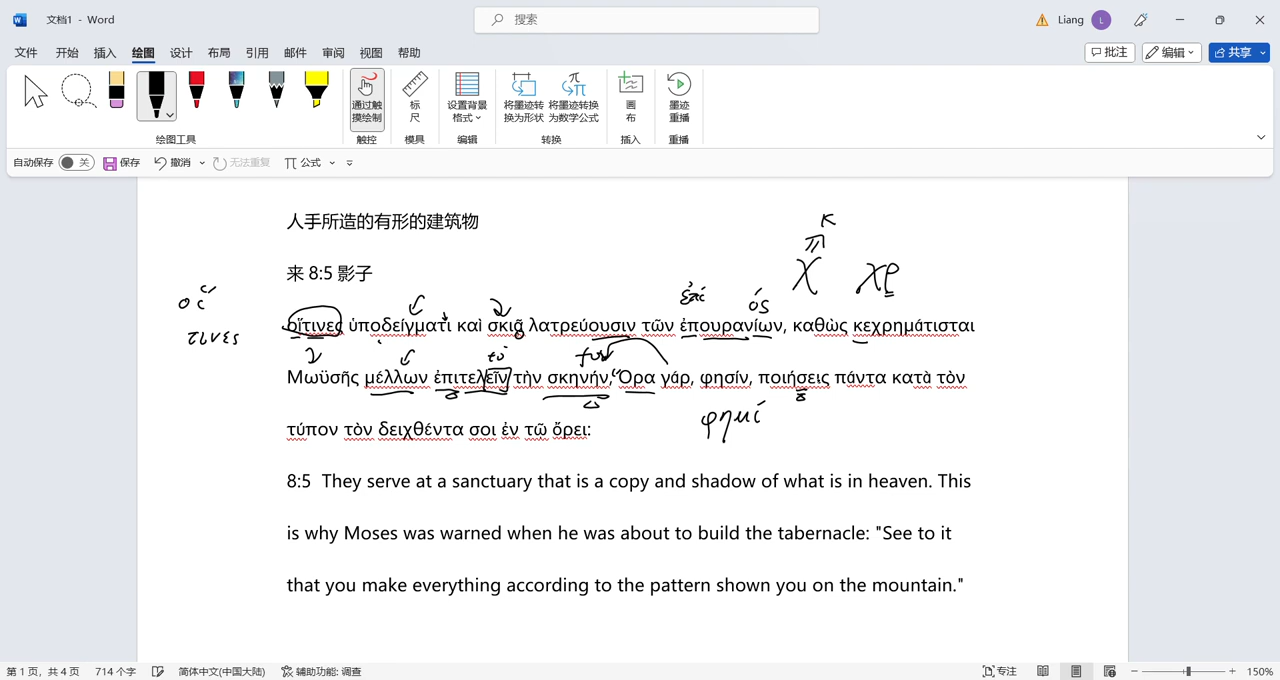 文档1 - Word
搜索
Liang L
文件 开始 插入 绘图 设计 布局 引用 邮件 审阅 视图 帮助
批注 编辑 共享
通过触摸绘制 标尺 设置背景格式 将墨迹转换为形状 将墨迹转换为数学公式 画布 墨迹重播
绘图工具 触控 模具 编辑 转换 插入 重播
自动保存 关 保存 撤消 无法重复 公式
人手所造的有形的建筑物
κ
来 8:5 影子
χ χρ
οἵ
ὅς
οἵτινες ὑποδείγματι καὶ σκιᾷ λατρεύουσιν τῶν ἐπουρανίων, καθὼς κεχρημάτισται
τινες
Μωϋσῆς μέλλων ἐπιτελεῖν τὴν σκηνήν, “Ὅρα γάρ, φησίν, ποιήσεις πάντα κατὰ τὸν
φημί
τύπον τὸν δειχθέντα σοι ἐν τῷ ὄρει:
8:5 They serve at a sanctuary that is a copy and shadow of what is in heaven. This
is why Moses was warned when he was about to build the tabernacle: "See to it
that you make everything according to the pattern shown you on the mountain."
第 1 页，共 4 页 714 个字 简体中文(中国大陆) 辅助功能: 调查 专注 150%